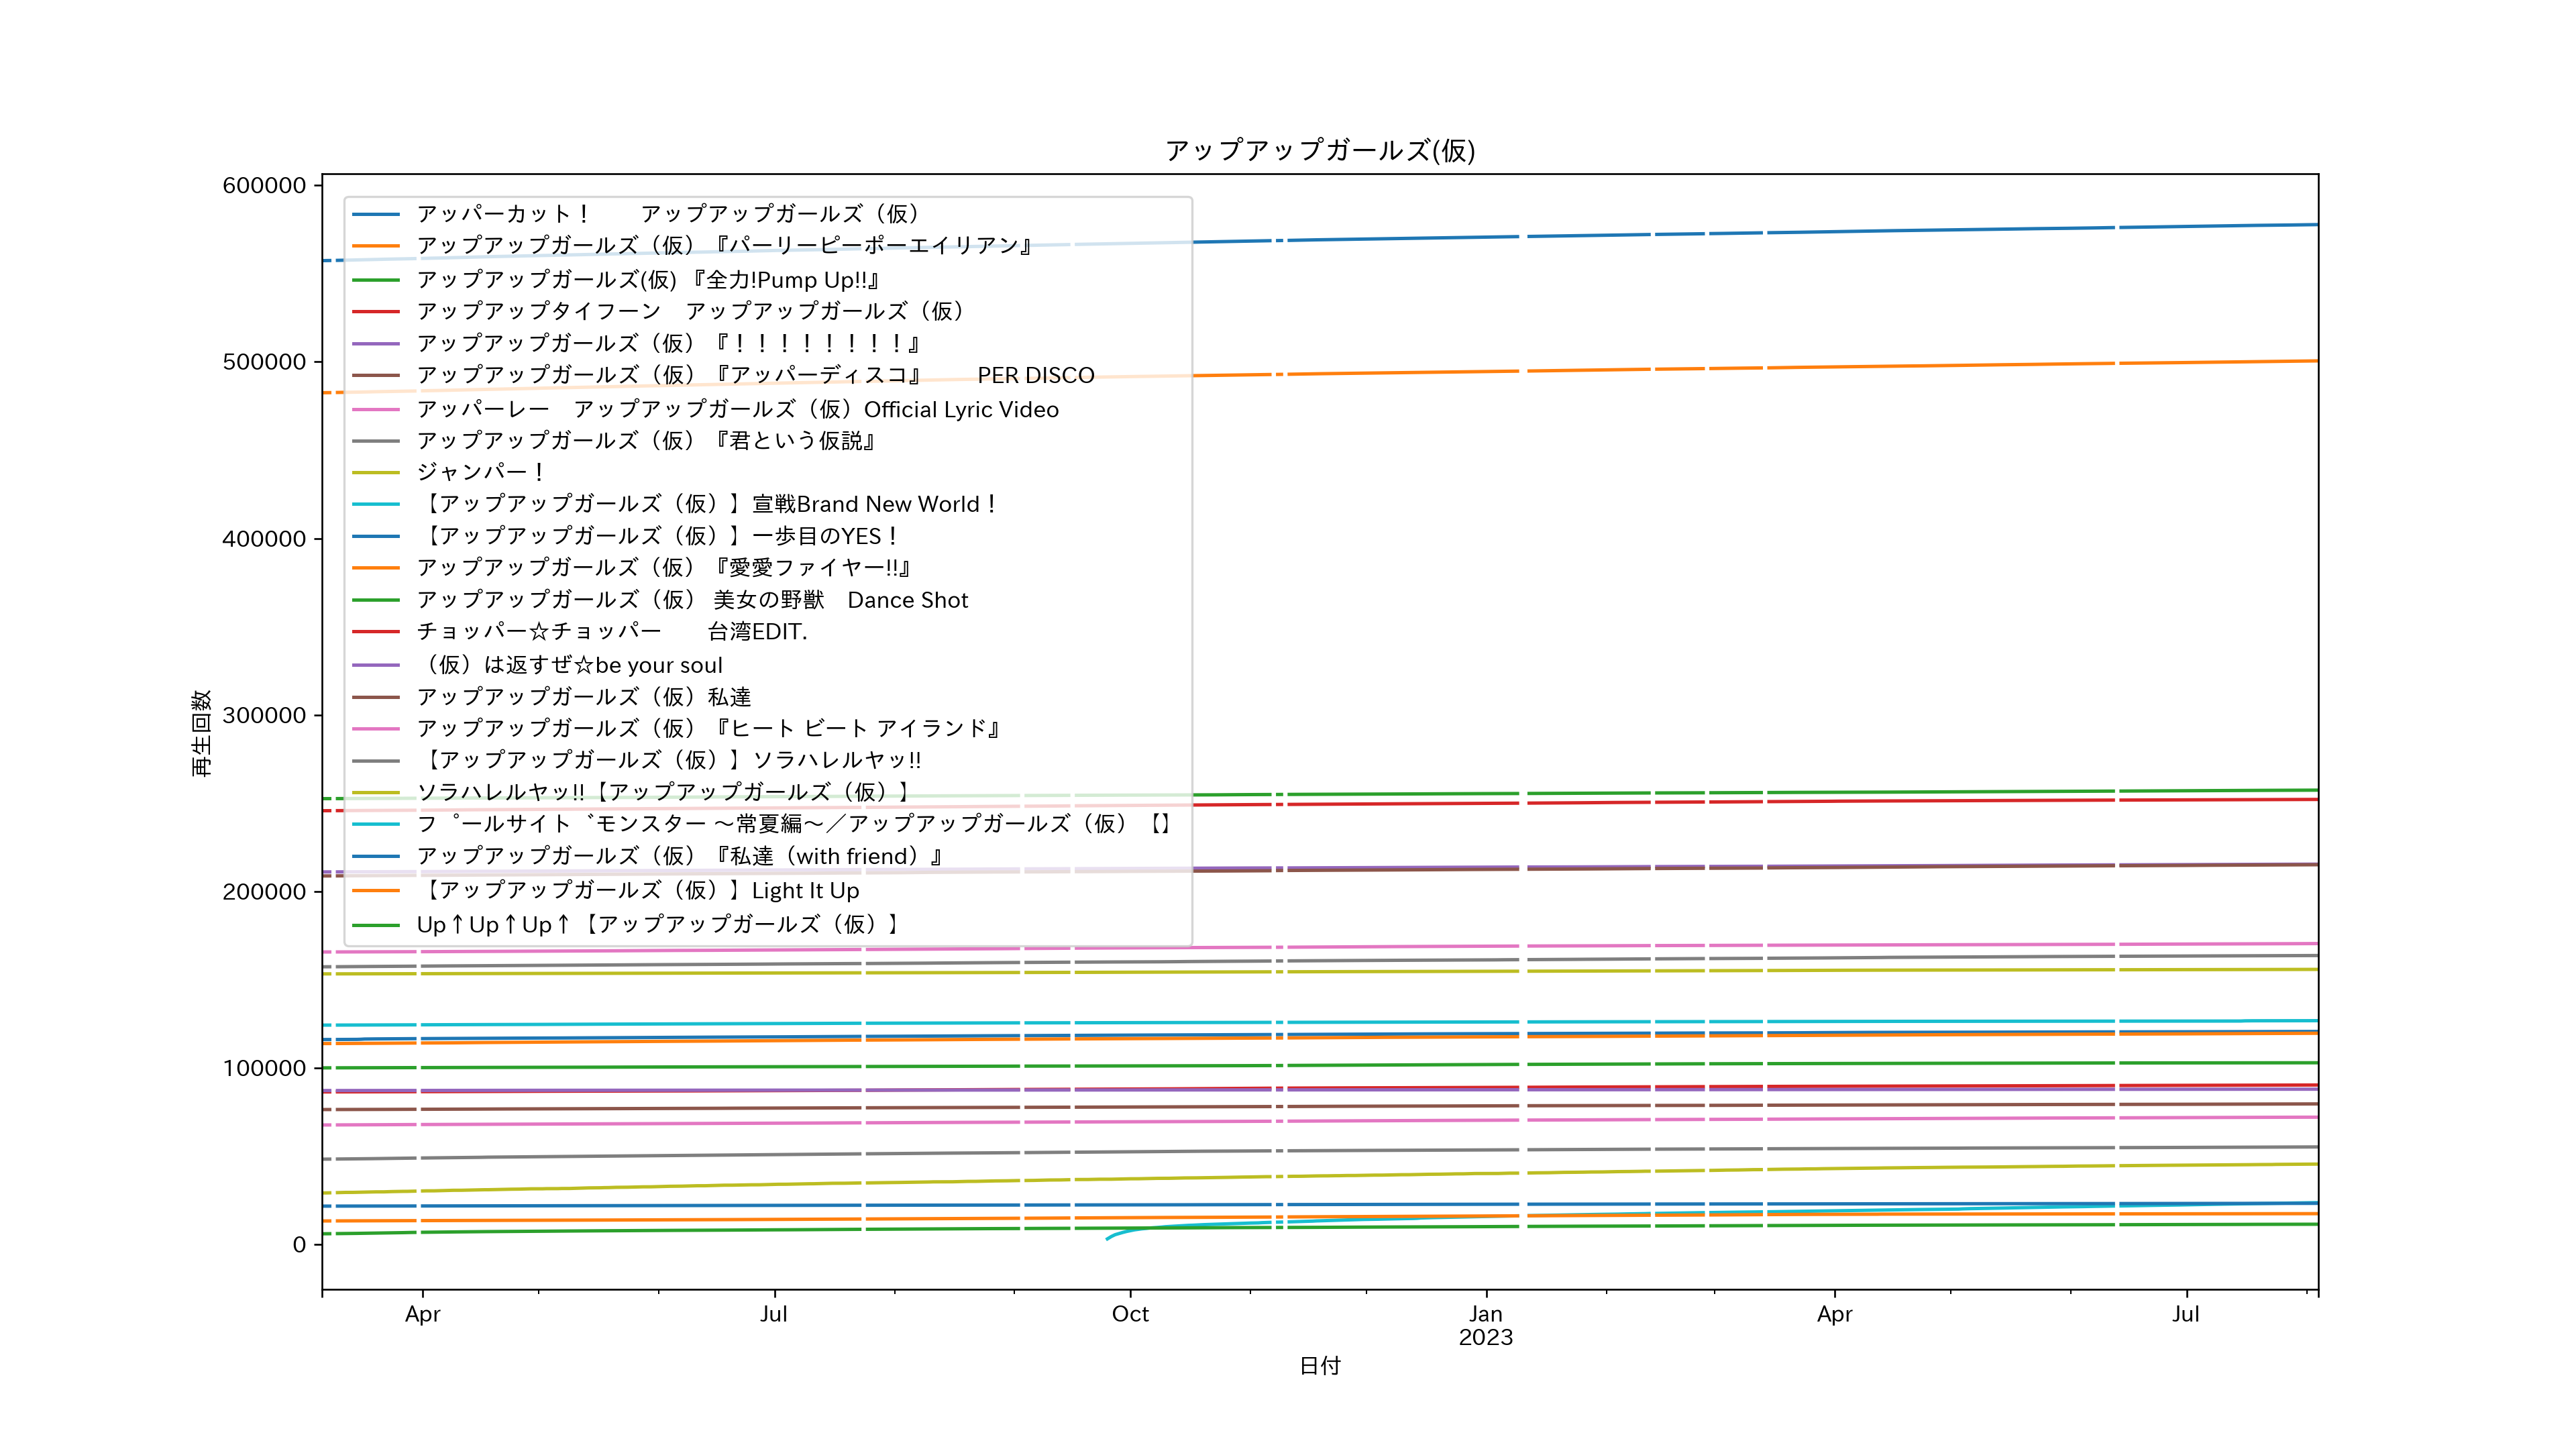 アップアップガールズ(仮)
600000
500000
400000
300000
200000
100000
0
再生回数
アッパーカット！　　アップアップガールズ（仮）
アップアップガールズ（仮）『パーリーピーポーエイリアン』
アップアップガールズ(仮) 『全力!Pump Up!!』
アップアップタイフーン　アップアップガールズ（仮）
アップアップガールズ（仮）『！！！！！！！！』
アップアップガールズ（仮）『アッパーディスコ』　　PER DISCO
アッパーレー　アップアップガールズ（仮）Official Lyric Video
アップアップガールズ（仮）『君という仮説』
ジャンパー！
【アップアップガールズ（仮）】宣戦Brand New World！
【アップアップガールズ（仮）】一歩目のYES！
アップアップガールズ（仮）『愛愛ファイヤー!!』
アップアップガールズ（仮） 美女の野獣　Dance Shot
チョッパー☆チョッパー　　台湾EDIT.
（仮）は返すぜ☆be your soul
アップアップガールズ（仮）私達
アップアップガールズ（仮）『ヒート ビート アイランド』
【アップアップガールズ（仮）】ソラハレルヤッ!!
ソラハレルヤッ!!【アップアップガールズ（仮）】
フ゜ールサイト゛モンスター 〜常夏編〜／アップアップガールズ（仮）【】
アップアップガールズ（仮）『私達（with friend）』
【アップアップガールズ（仮）】Light It Up
Up↑Up↑Up↑【アップアップガールズ（仮）】
Apr Jul Oct Jan Apr Jul
2023
日付